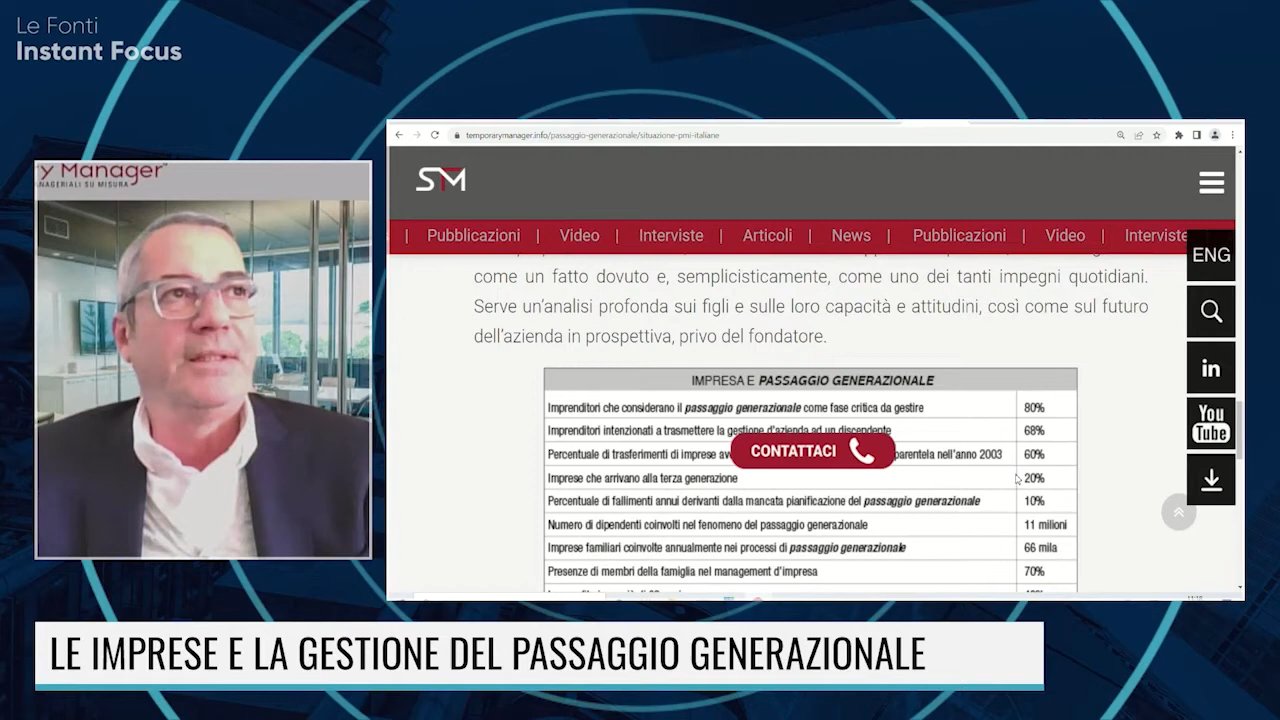 Le Fonti
Instant Focus
y Manager™
NAGERIALI SU MISURA
temporarymanager.info/passaggio-generazionale/situazione-pmi-italiane
SM
| Pubblicazioni | Video | Interviste | Articoli | News | Pubblicazioni | Video | Interviste
ENG
come un fatto dovuto e, semplicisticamente, come uno dei tanti impegni quotidiani.
Serve un'analisi profonda sui figli e sulle loro capacità e attitudini, così come sul futuro
dell'azienda in prospettiva, privo del fondatore.
in
You
Tube
IMPRESA E PASSAGGIO GENERAZIONALE
Imprenditori che considerano il passaggio generazionale come fase critica da gestire 80%
Imprenditori intenzionati a trasmettere la gestione d'azienda ad un discendente 68%
Percentuale di trasferimenti di imprese parentela nell'anno 2003 60%
CONTATTACI
Imprese che arrivano alla terza generazione 20%
Percentuale di fallimenti annui derivanti dalla mancata pianificazione del passaggio generazionale 10%
Numero di dipendenti coinvolti nel fenomeno del passaggio generazionale 11 milioni
Imprese familiari coinvolte annualmente nei processi di passaggio generazionale 66 mila
Presenze di membri della famiglia nel management d'impresa 70%
LE IMPRESE E LA GESTIONE DEL PASSAGGIO GENERAZIONALE